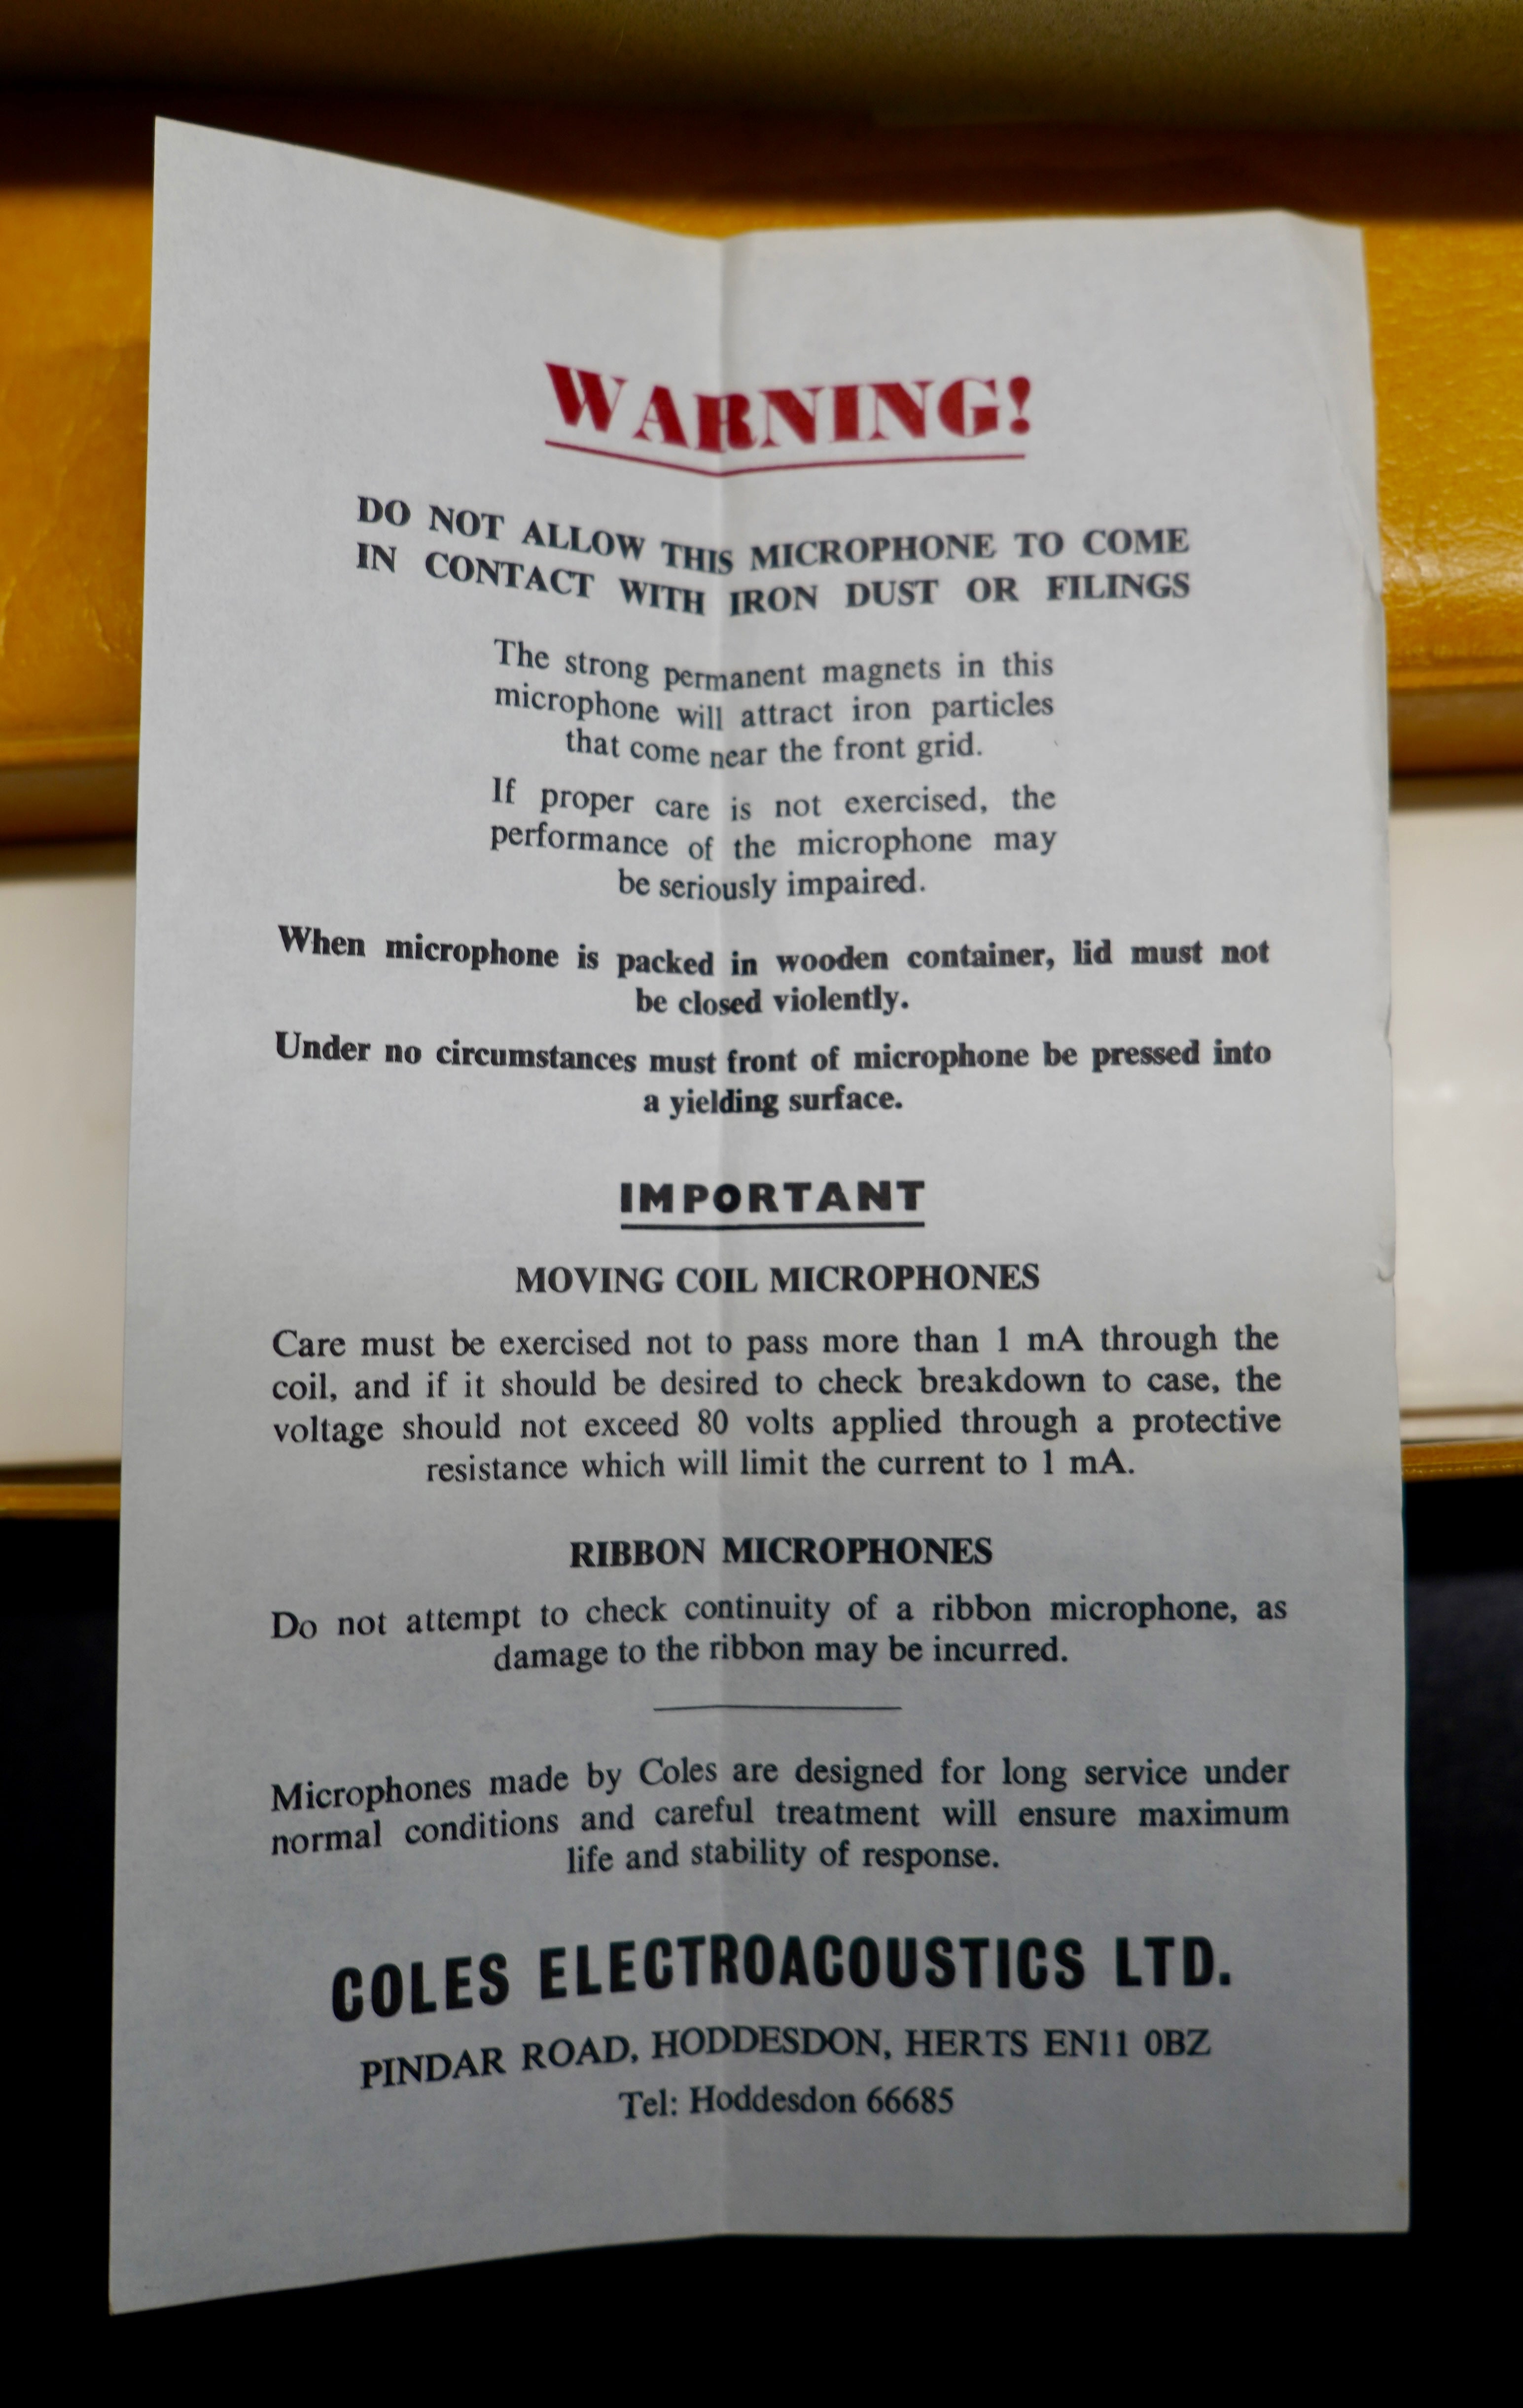 WARNING!
DO NOT ALLOW THIS MICROPHONE TO COME
IN CONTACT WITH IRON DUST OR FILINGS
The strong permanent magnets in this
microphone will attract iron particles
that come near the front grid.
If proper care is not exercised, the
performance of the microphone may
be seriously impaired.
When microphone is packed in wooden container, lid must not
be closed violently.
Under no circumstances must front of microphone be pressed into
a yielding surface.
IMPORTANT
MOVING COIL MICROPHONES
Care must be exercised not to pass more than 1 mA through the
coil, and if it should be desired to check breakdown to case, the
voltage should not exceed 80 volts applied through a protective
resistance which will limit the current to 1 mA.
RIBBON MICROPHONES
Do not attempt to check continuity of a ribbon microphone, as
damage to the ribbon may be incurred.
Microphones made by Coles are designed for long service under
normal conditions and careful treatment will ensure maximum
life and stability of response.
COLES ELECTROACOUSTICS LTD.
PINDAR ROAD, HODDESDON, HERTS EN11 0BZ
Tel: Hoddesdon 66685